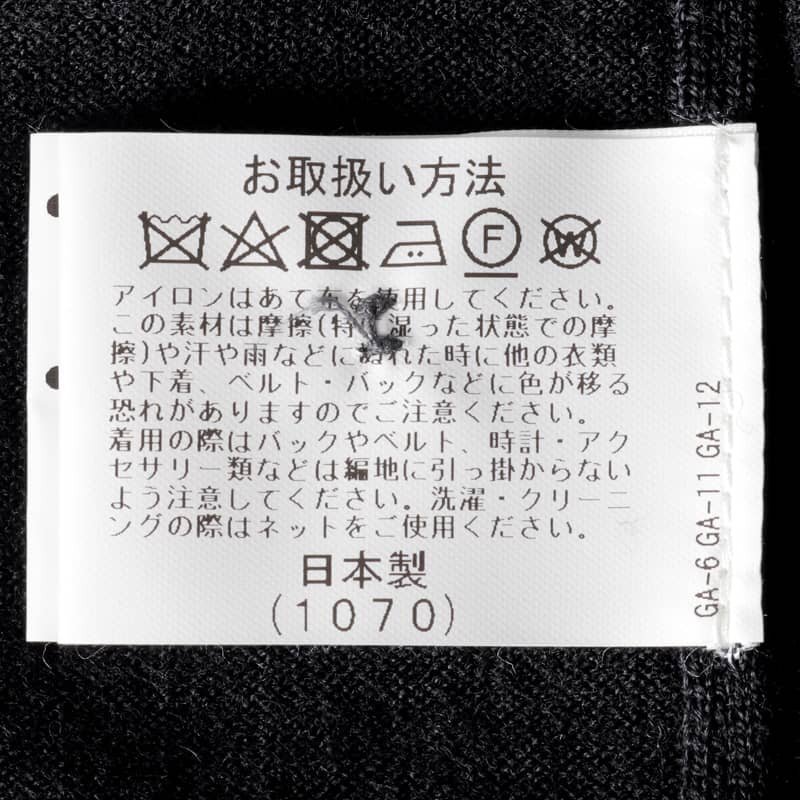 お取扱い方法
F W
アイロンはあて布を使用してください。
この素材は摩擦(特に湿った状態での摩
擦)や汗や雨などにぬれた時に他の衣類
や下着、ベルト・バックなどに色が移る
恐れがありますのでご注意ください。
着用の際はバックやベルト、時計・アク
セサリー類などは編地に引っ掛からない
よう注意してください。洗濯・クリーニ
ングの際はネットをご使用ください。
日本製
(1070)
GA-6 GA-11 GA-12